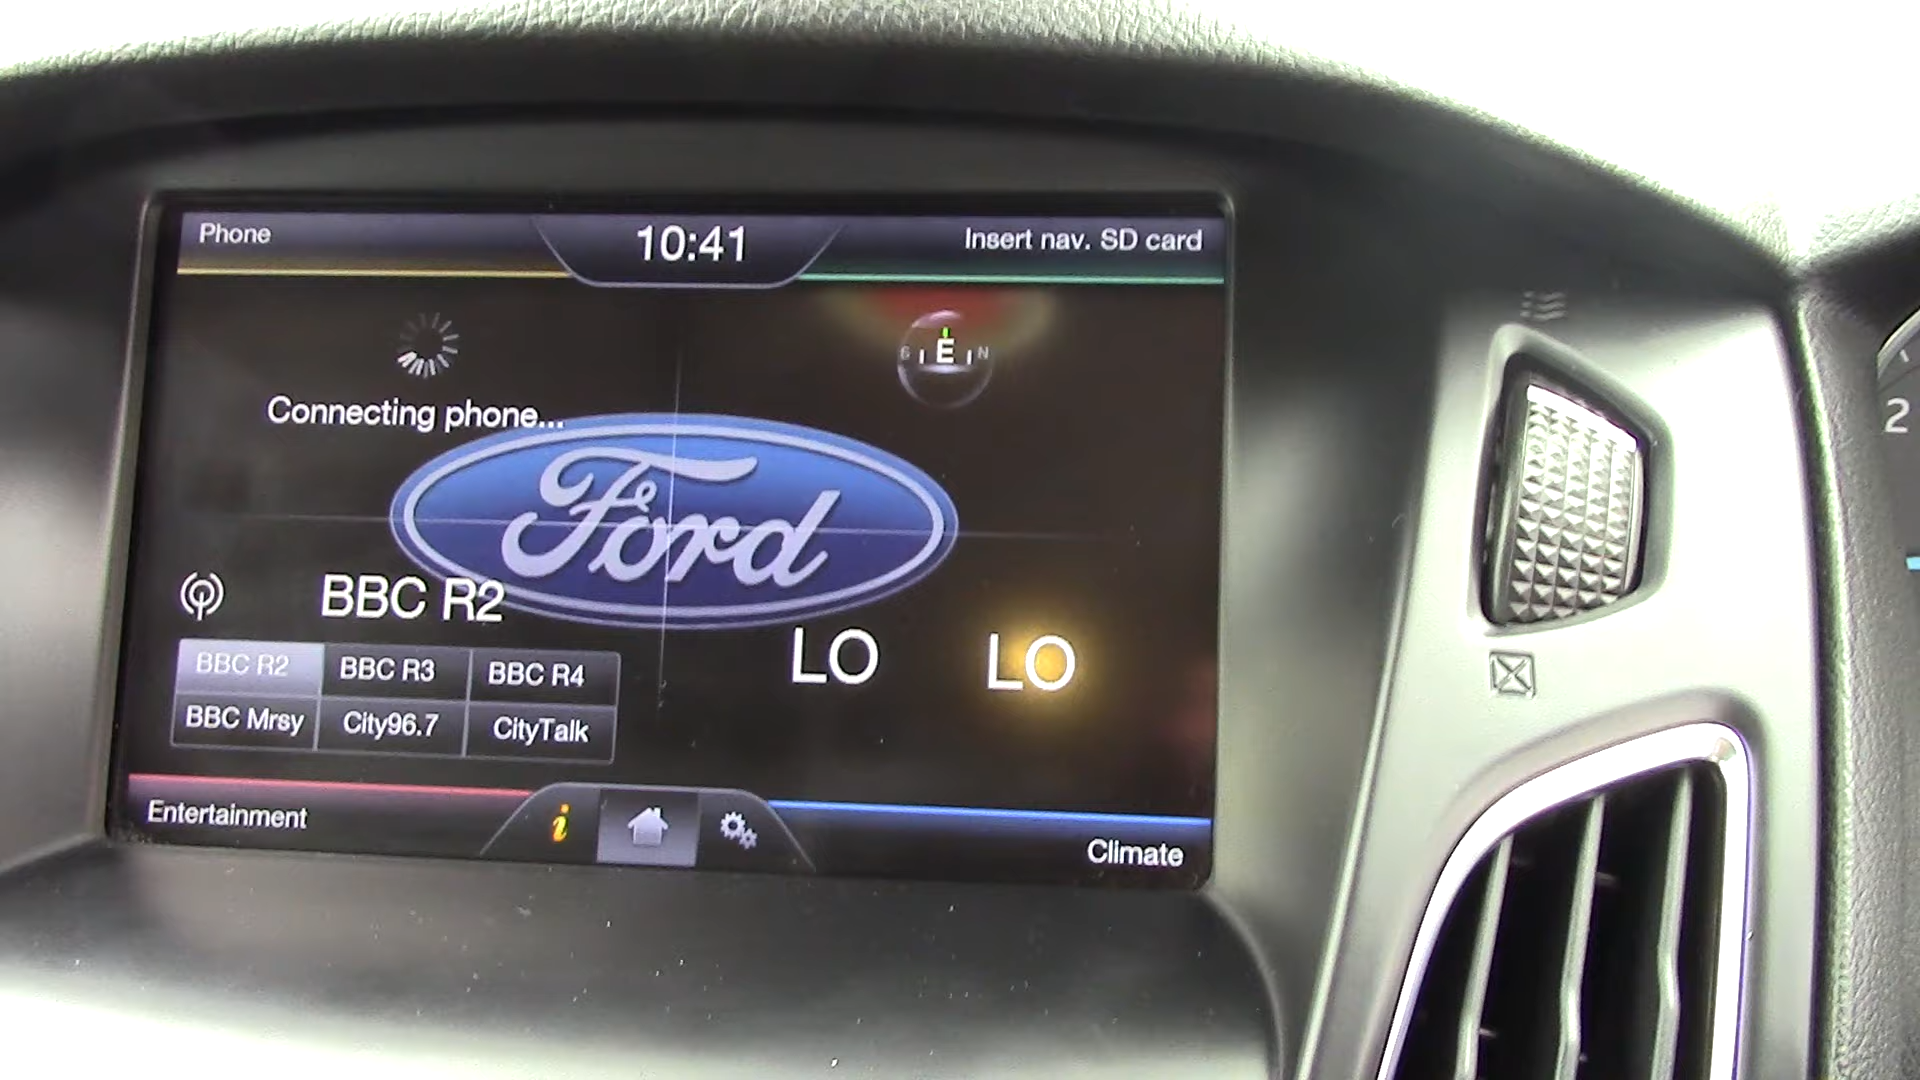 Phone
10:41
Insert nav. SD card
E
N
Connecting phone...
Ford
BBC R2
LO LO
BBC R2 BBC R3 BBC R4
BBC Mrsy City96.7 CityTalk
Entertainment
i
Climate
2